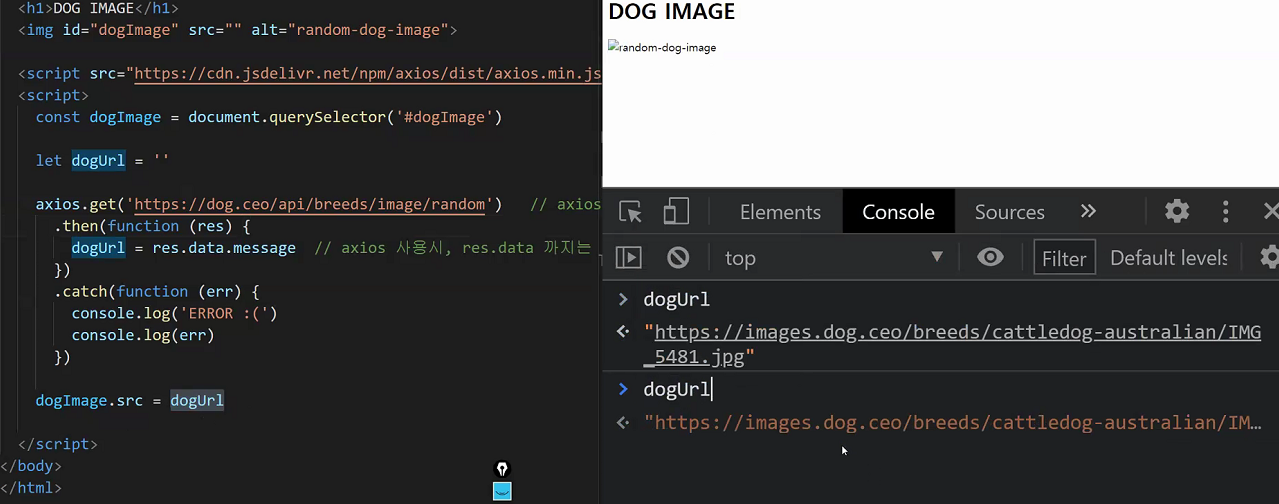 <h1>DOG IMAGE</h1>
<img id="dogImage" src="" alt="random-dog-image">
<script src="https://cdn.jsdelivr.net/npm/axios/dist/axios.min.js
<script>
const dogImage = document.querySelector('#dogImage')
let dogUrl = ''
axios.get('https://dog.ceo/api/breeds/image/random')   // axios
.then(function (res) {
dogUrl = res.data.message  // axios 사용시, res.data 까지는
})
.catch(function (err) {
console.log('ERROR :(')
console.log(err)
})
dogImage.src = dogUrl
</script>
</body>
</html>
DOG IMAGE
random-dog-image
Elements Console Sources »
top Filter Default levels
> dogUrl
"https://images.dog.ceo/breeds/cattledog-australian/IMG
_5481.jpg"
> dogUrl
"https://images.dog.ceo/breeds/cattledog-australian/IM…